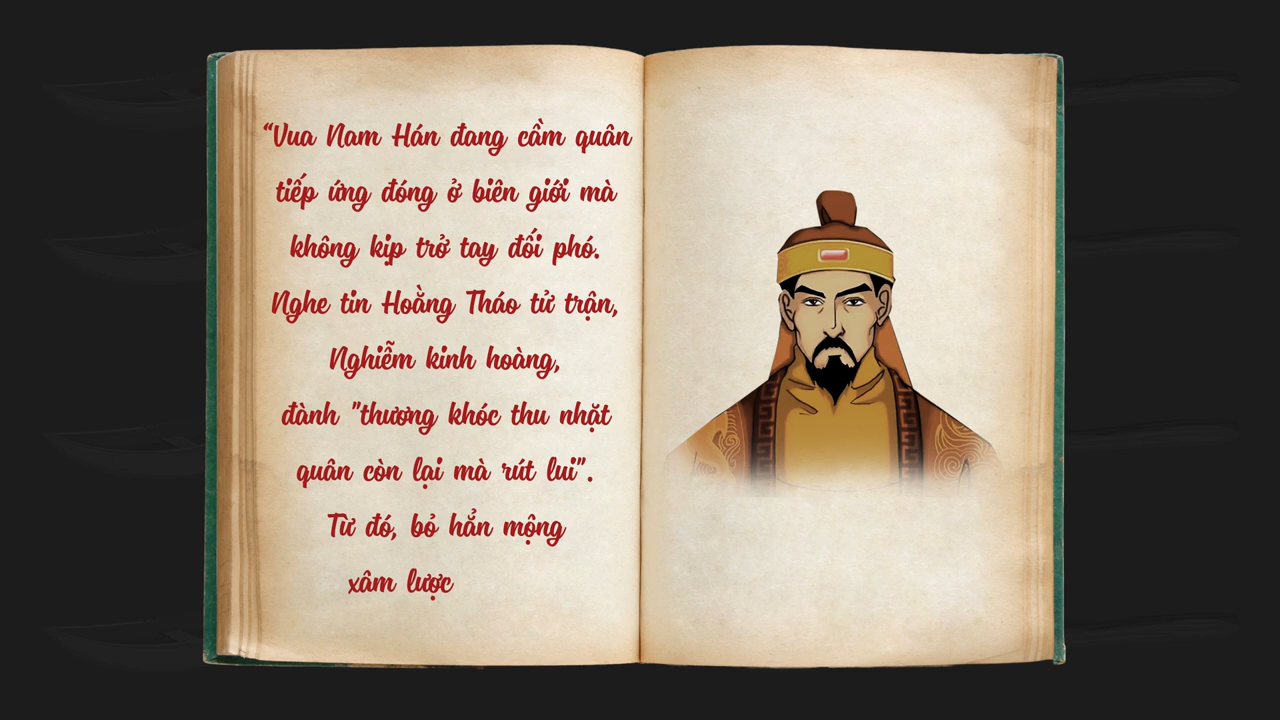 “Vua Nam Hán đang cầm quân
tiếp ứng đóng ở biên giới mà
không kịp trở tay đối phó.
Nghe tin Hoằng Tháo tử trận,
Nghiễm kinh hoàng,
đành "thương khóc thu nhặt
quân còn lại mà rút lui”.
Từ đó, bỏ hẳn mộng
xâm lược